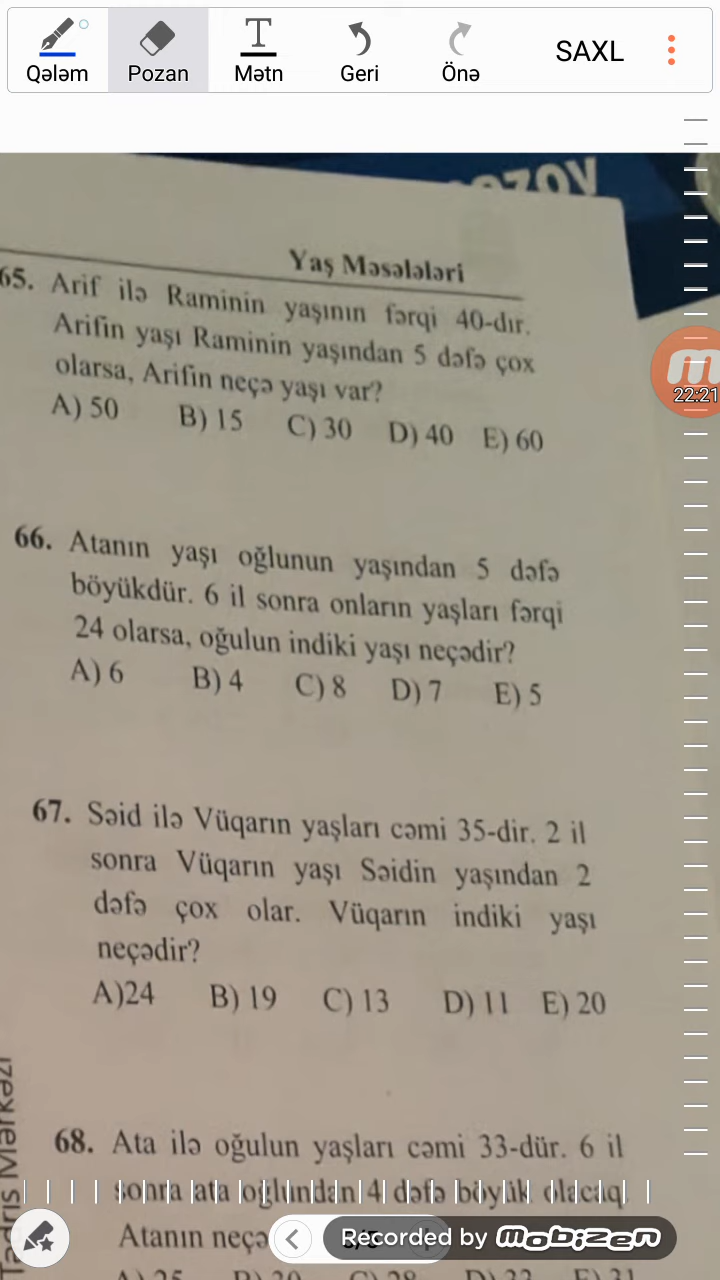 Qələm Pozan Mətn Geri Önə SAXL
Yaş Məsələləri
22:21
65. Arif ilə Raminin yaşının fərqi 40-dır.
Arifin yaşı Raminin yaşından 5 dəfə çox
olarsa, Arifin neçə yaşı var?
A) 50 B) 15 C) 30 D) 40 E) 60
66. Atanın yaşı oğlunun yaşından 5 dəfə
böyükdür. 6 il sonra onların yaşları fərqi
24 olarsa, oğulun indiki yaşı neçədir?
A) 6 B) 4 C) 8 D) 7 E) 5
67. Səid ilə Vüqarın yaşları cəmi 35-dir. 2 il
sonra Vüqarın yaşı Səidin yaşından 2
dəfə çox olar. Vüqarın indiki yaşı
neçədir?
A)24 B) 19 C) 13 D) 11 E) 20
68. Ata ilə oğulun yaşları cəmi 33-dür. 6 il
sonra ata oğlundan 4 dəfə böyük olacaq.
Atanın neçə
Recorded by mobizen
Mərkəzi